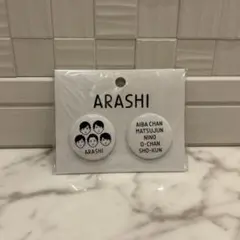 ARASHI
ARASHI
AIBA CHAN
MATSUJUN
NINO
O-CHAN
SHO-KUN